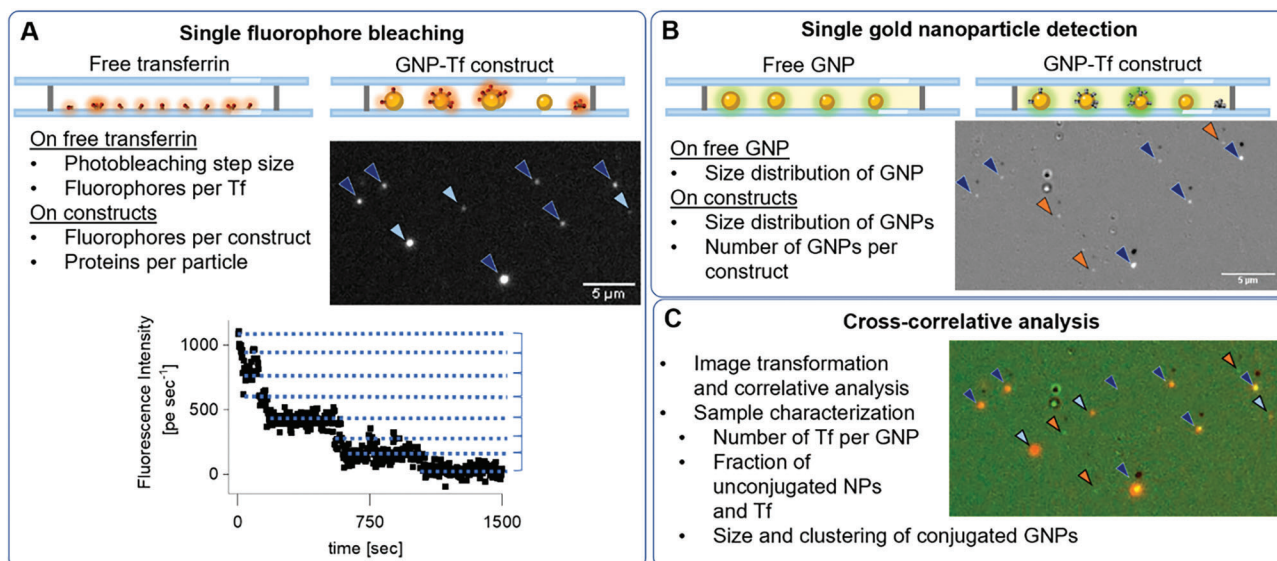 A
Single fluorophore bleaching
Free transferrin
GNP-Tf construct
On free transferrin
• Photobleaching step size
• Fluorophores per Tf
On constructs
• Fluorophores per construct
• Proteins per particle
5 µm
Fluorescence Intensity
[pe sec⁻¹]
1000
500
0
0
750
1500
time [sec]
B
Single gold nanoparticle detection
Free GNP
GNP-Tf construct
On free GNP
• Size distribution of GNP
On constructs
• Size distribution of GNPs
• Number of GNPs per
construct
5 µm
C
Cross-correlative analysis
• Image transformation
and correlative analysis
• Sample characterization
• Number of Tf per GNP
• Fraction of
unconjugated NPs
and Tf
• Size and clustering of conjugated GNPs